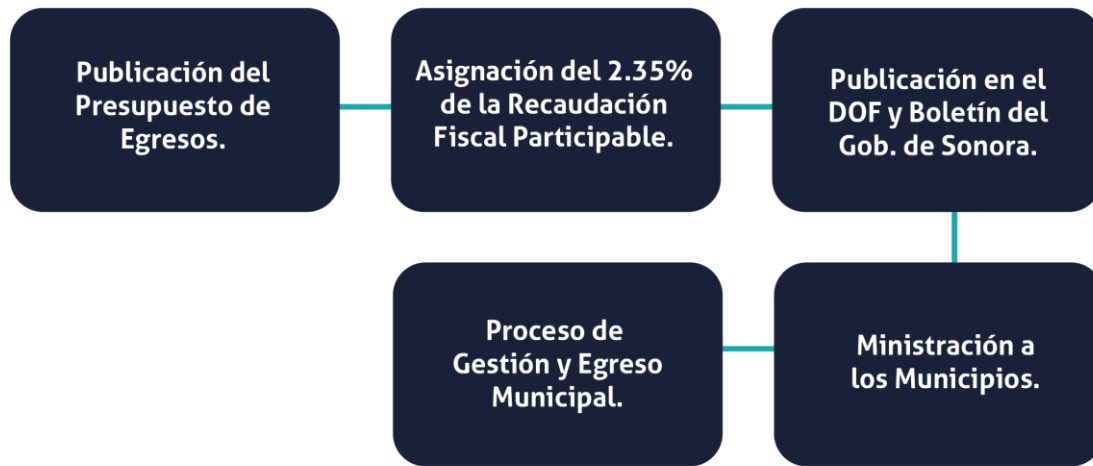 Publicación del
Presupuesto de
Egresos.
Asignación del 2.35%
de la Recaudación
Fiscal Participable.
Publicación en el
DOF y Boletín del
Gob. de Sonora.
Ministración a
los Municipios.
Proceso de
Gestión y Egreso
Municipal.